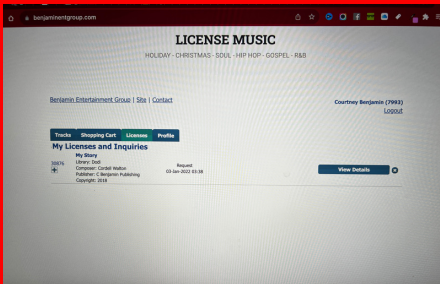 benjaminentgroup.com
LICENSE MUSIC
HOLIDAY - CHRISTMAS - SOUL - HIP HOP - GOSPEL - R&B
Benjamin Entertainment Group | Site | Contact
Courtney Benjamin (7993)
Logout
Tracks Shopping Cart Licenses Profile
My Licenses and Inquiries
My Story
Library: Dost
30976
Composer: Cordell Walton
Publisher: C Benjamin Publishing
Copyright: 2018
Request
03-Jan-2022 03:38
View Details